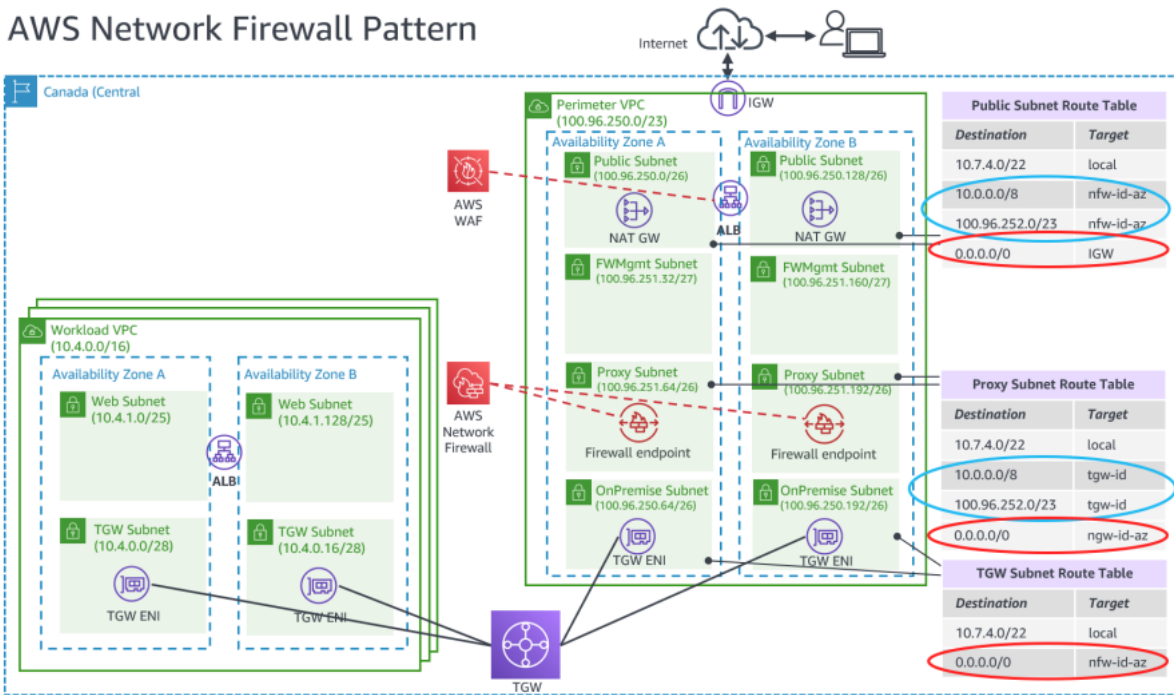 AWS Network Firewall Pattern
Internet
Canada (Central
IGW
Perimeter VPC
(100.96.250.0/23)
Availability Zone A
Availability Zone B
Public Subnet
(100.96.250.0/26)
NAT GW
Public Subnet
(100.96.250.128/26)
NAT GW
ALB
AWS
WAF
FWMgmt Subnet
(100.96.251.32/27)
FWMgmt Subnet
(100.96.251.160/27)
Proxy Subnet
(100.96.251.64/26)
Firewall endpoint
Proxy Subnet
(100.96.251.192/26)
Firewall endpoint
AWS
Network
Firewall
OnPremise Subnet
(100.96.250.64/26)
TGW ENI
OnPremise Subnet
(100.96.250.192/26)
TGW ENI
Workload VPC
(10.4.0.0/16)
Availability Zone A
Availability Zone B
Web Subnet
(10.4.1.0/25)
Web Subnet
(10.4.1.128/25)
ALB
TGW Subnet
(10.4.0.0/28)
TGW ENI
TGW Subnet
(10.4.0.16/28)
TGW ENI
TGW
Public Subnet Route Table
Destination Target
10.7.4.0/22 local
10.0.0.0/8 nfw-id-az
100.96.252.0/23 nfw-id-az
0.0.0.0/0 IGW
Proxy Subnet Route Table
Destination Target
10.7.4.0/22 local
10.0.0.0/8 tgw-id
100.96.252.0/23 tgw-id
0.0.0.0/0 ngw-id-az
TGW Subnet Route Table
Destination Target
10.7.4.0/22 local
0.0.0.0/0 nfw-id-az